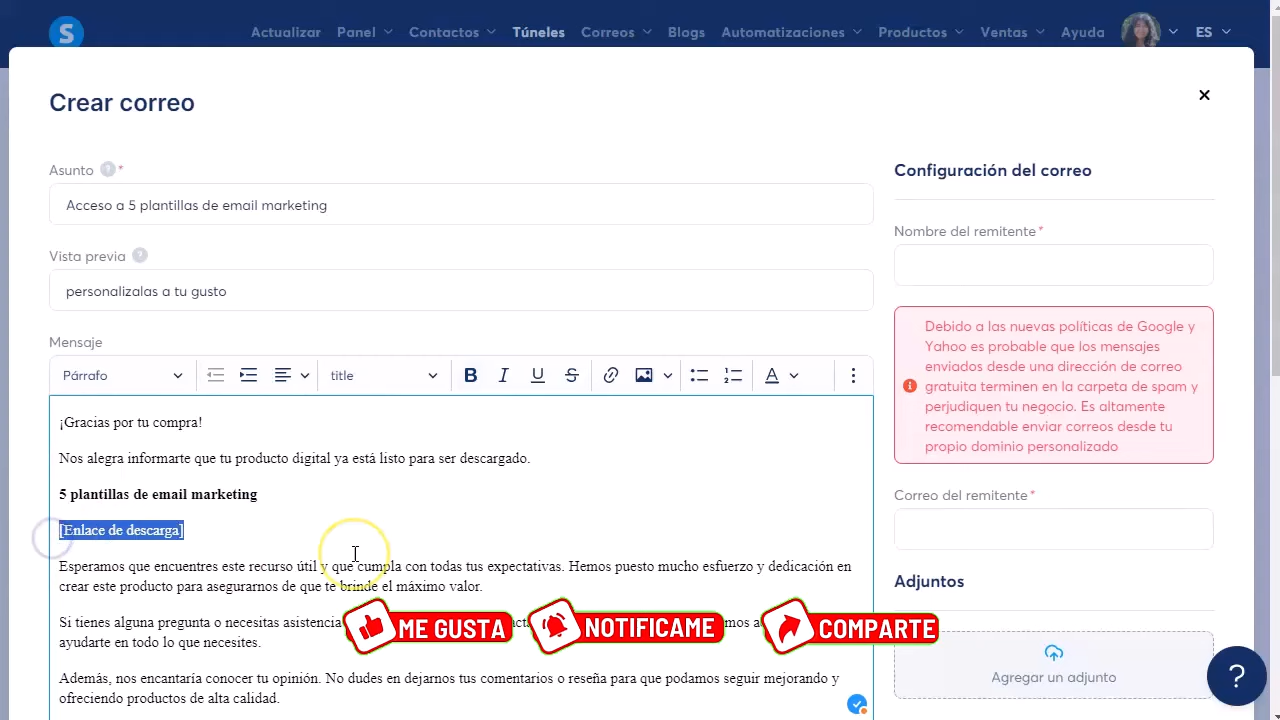 S
Actualizar Panel Contactos Túneles Correos Blogs Automatizaciones Productos Ventas Ayuda ES
Crear correo
×
Asunto ? *
Acceso a 5 plantillas de email marketing
Vista previa ?
personalizalas a tu gusto
Mensaje
Párrafo title B I U S A
¡Gracias por tu compra!
Nos alegra informarte que tu producto digital ya está listo para ser descargado.
5 plantillas de email marketing
[Enlace de descarga]
Esperamos que encuentres este recurso útil y que cumpla con todas tus expectativas. Hemos puesto mucho esfuerzo y dedicación en
crear este producto para asegurarnos de que te brinde el máximo valor.
Si tienes alguna pregunta o necesitas asistencia
ayudarte en todo lo que necesites.
Además, nos encantaría conocer tu opinión. No dudes en dejarnos tus comentarios o reseña para que podamos seguir mejorando y
ofreciendo productos de alta calidad.
ME GUSTA NOTIFICAME COMPARTE
Configuración del correo
Nombre del remitente *
Debido a las nuevas políticas de Google y
Yahoo es probable que los mensajes
enviados desde una dirección de correo
gratuita terminen en la carpeta de spam y
perjudiquen tu negocio. Es altamente
recomendable enviar correos desde tu
propio dominio personalizado
Correo del remitente *
Adjuntos
Agregar un adjunto
?